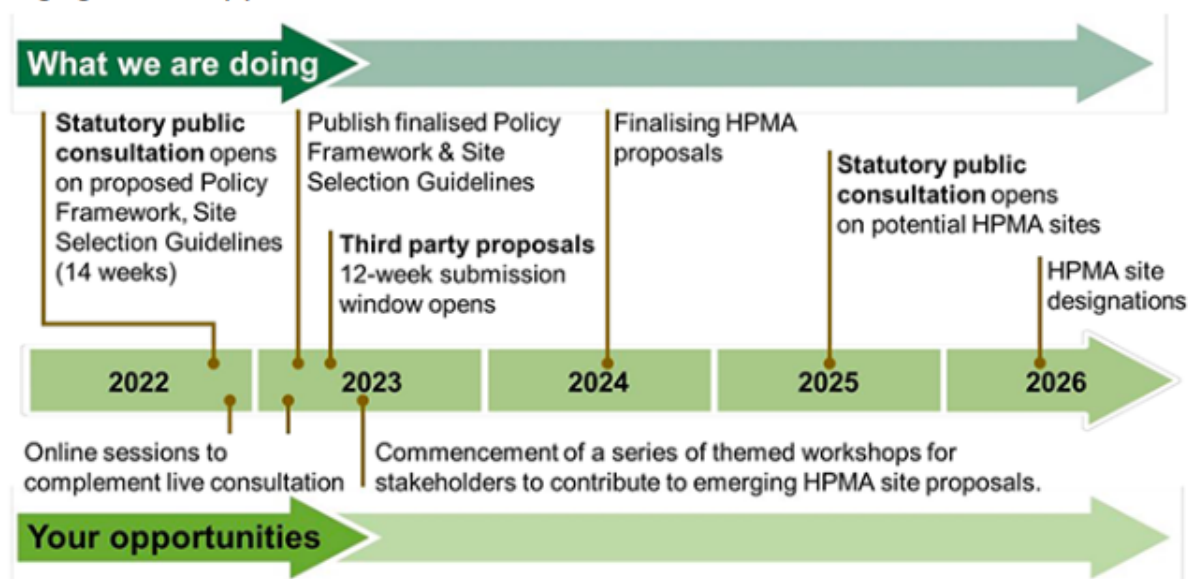 What we are doing
Statutory public
consultation opens
on proposed Policy
Framework, Site
Selection Guidelines
(14 weeks)
Publish finalised Policy
Framework & Site
Selection Guidelines
Third party proposals
12-week submission
window opens
Finalising HPMA
proposals
Statutory public
consultation opens
on potential HPMA sites
HPMA site
designations
2022
2023
2024
2025
2026
Online sessions to
complement live consultation
Commencement of a series of themed workshops for
stakeholders to contribute to emerging HPMA site proposals.
Your opportunities